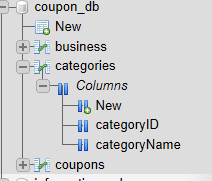 coupon_db
New
business
categories
Columns
New
categoryID
categoryName
coupons